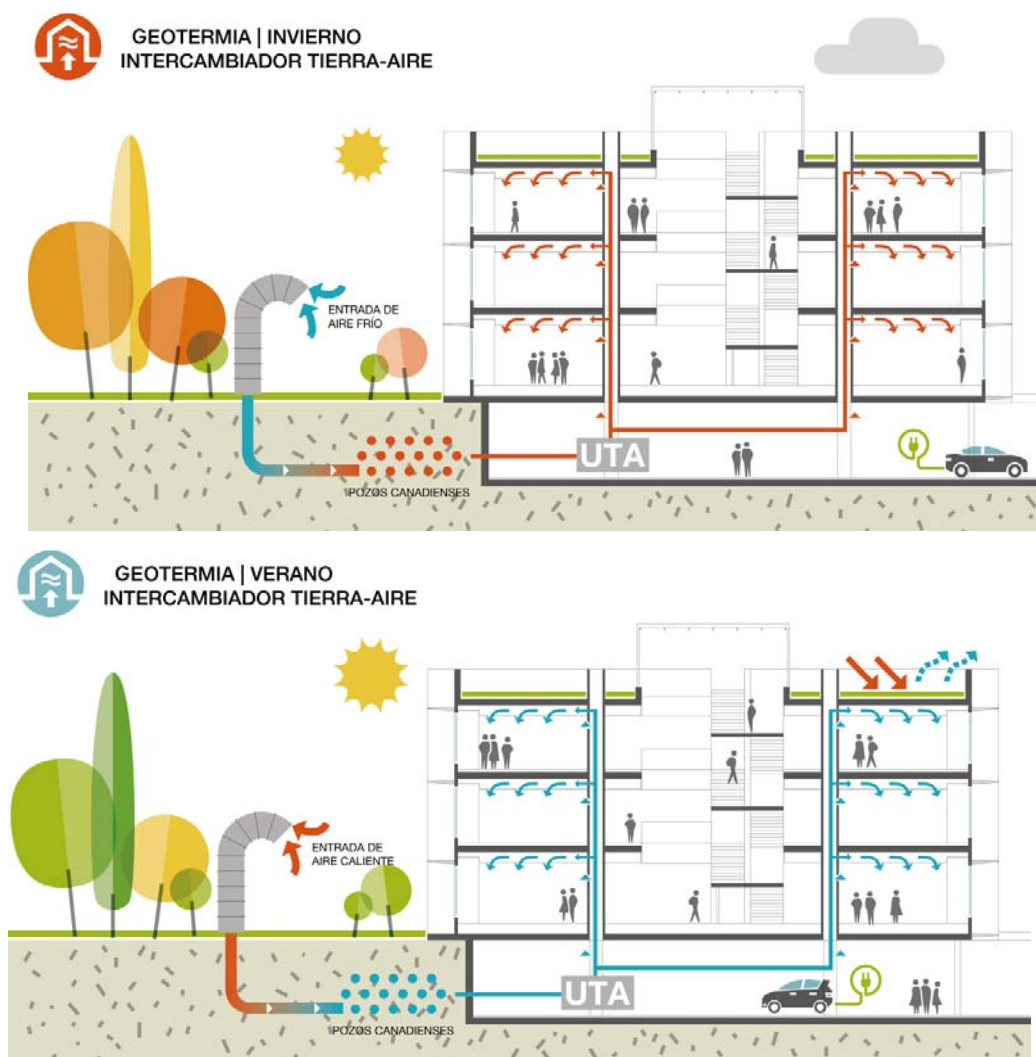 GEOTERMIA | INVIERNO
INTERCAMBIADOR TIERRA-AIRE
ENTRADA DE
AIRE FRÍO
UTA
POZOS CANADIENSES
GEOTERMIA | VERANO
INTERCAMBIADOR TIERRA-AIRE
ENTRADA DE
AIRE CALIENTE
UTA
POZOS CANADIENSES